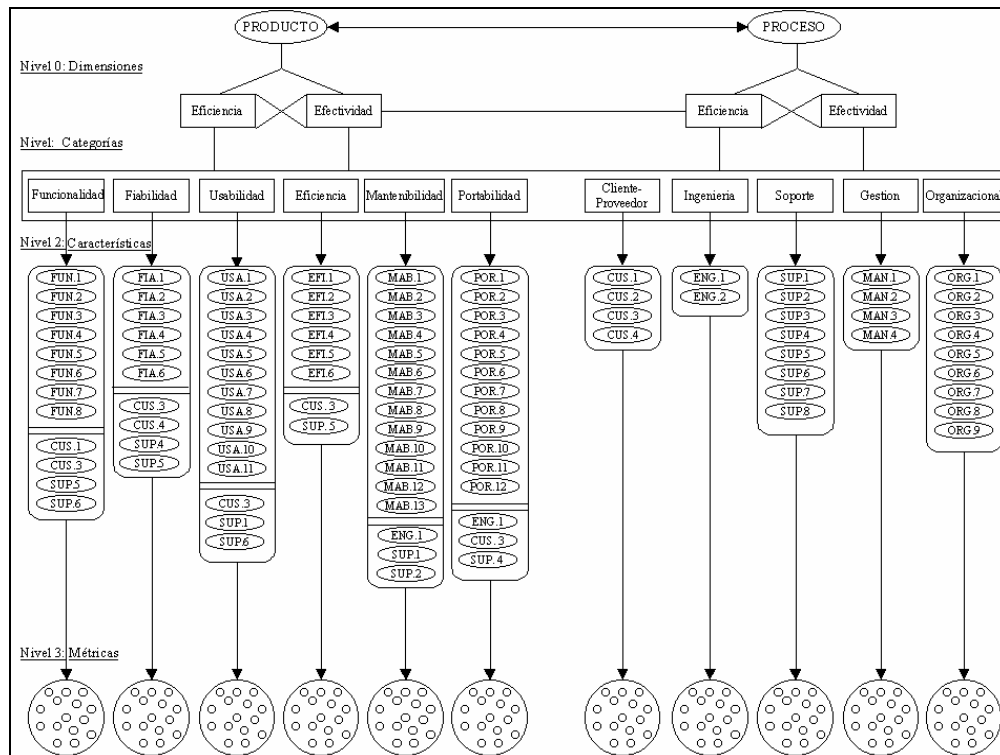 PRODUCTO
PROCESO
Nivel 0: Dimensiones
Eficiencia
Efectividad
Eficiencia
Efectividad
Nivel: Categorías
Funcionalidad
Fiabilidad
Usabilidad
Eficiencia
Mantenibilidad
Portabilidad
Cliente-
Proveedor
Ingenieria
Soporte
Gestion
Organizacional
Nivel 2: Características
FUN.1
FUN.2
FUN.3
FUN.4
FUN.5
FUN.6
FUN.7
FUN.8
CUS.1
CUS.3
SUP.5
SUP.6
FIA.1
FIA.2
FIA.3
FIA.4
FIA.5
FIA.6
CUS.3
CUS.4
SUP.4
SUP.5
USA.1
USA.2
USA.3
USA.4
USA.5
USA.6
USA.7
USA.8
USA.9
USA.10
USA.11
CUS.3
SUP.1
SUP.6
EFI.1
EFI.2
EFI.3
EFI.4
EFI.5
EFI.6
CUS.3
SUP.5
MAB.1
MAB.2
MAB.3
MAB.4
MAB.5
MAB.6
MAB.7
MAB.8
MAB.9
MAB.10
MAB.11
MAB.12
MAB.13
ENG.1
SUP.1
SUP.2
POR.1
POR.2
POR.3
POR.4
POR.5
POR.6
POR.7
POR.8
POR.9
POR.10
POR.11
POR.12
ENG.1
CUS.3
SUP.4
CUS.1
CUS.2
CUS.3
CUS.4
ENG.1
ENG.2
SUP.1
SUP.2
SUP.3
SUP.4
SUP.5
SUP.6
SUP.7
SUP.8
MAN.1
MAN.2
MAN.3
MAN.4
ORG.1
ORG.2
ORG.3
ORG.4
ORG.5
ORG.6
ORG.7
ORG.8
ORG.9
Nivel 3: Métricas